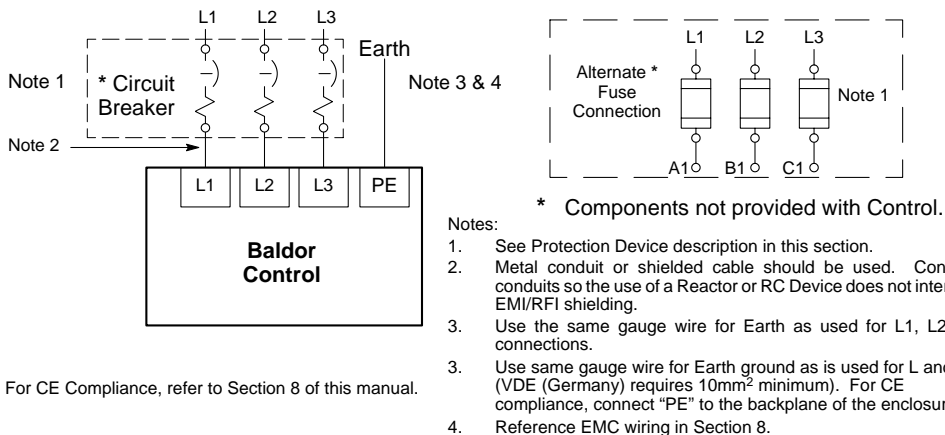 L1 L2 L3
Earth
Note 1
* Circuit
Breaker
Note 3 & 4
Note 2
L1 L2 L3 PE
Baldor
Control
For CE Compliance, refer to Section 8 of this manual.
L1 L2 L3
Alternate *
Fuse
Connection
Note 1
A1 B1 C1
* Components not provided with Control.
Notes:
1. See Protection Device description in this section.
2. Metal conduit or shielded cable should be used. Con
conduits so the use of a Reactor or RC Device does not inter
EMI/RFI shielding.
3. Use the same gauge wire for Earth as used for L1, L2
connections.
3. Use same gauge wire for Earth ground as is used for L and
(VDE (Germany) requires 10mm² minimum). For CE
compliance, connect “PE” to the backplane of the enclosur
4. Reference EMC wiring in Section 8.